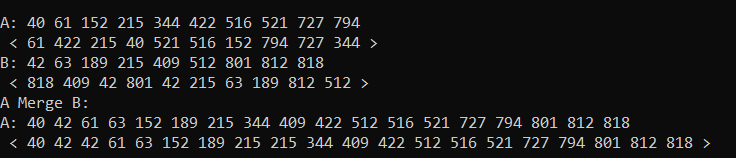 A: 40 61 152 215 344 422 516 521 727 794
< 61 422 215 40 521 516 152 794 727 344 >
B: 42 63 189 215 409 512 801 812 818
< 818 409 42 801 42 215 63 189 812 512 >
A Merge B:
A: 40 42 61 63 152 189 215 344 409 422 512 516 521 727 794 801 812 818
< 40 42 42 61 63 152 189 215 215 344 409 422 512 516 521 727 794 801 812 818 >